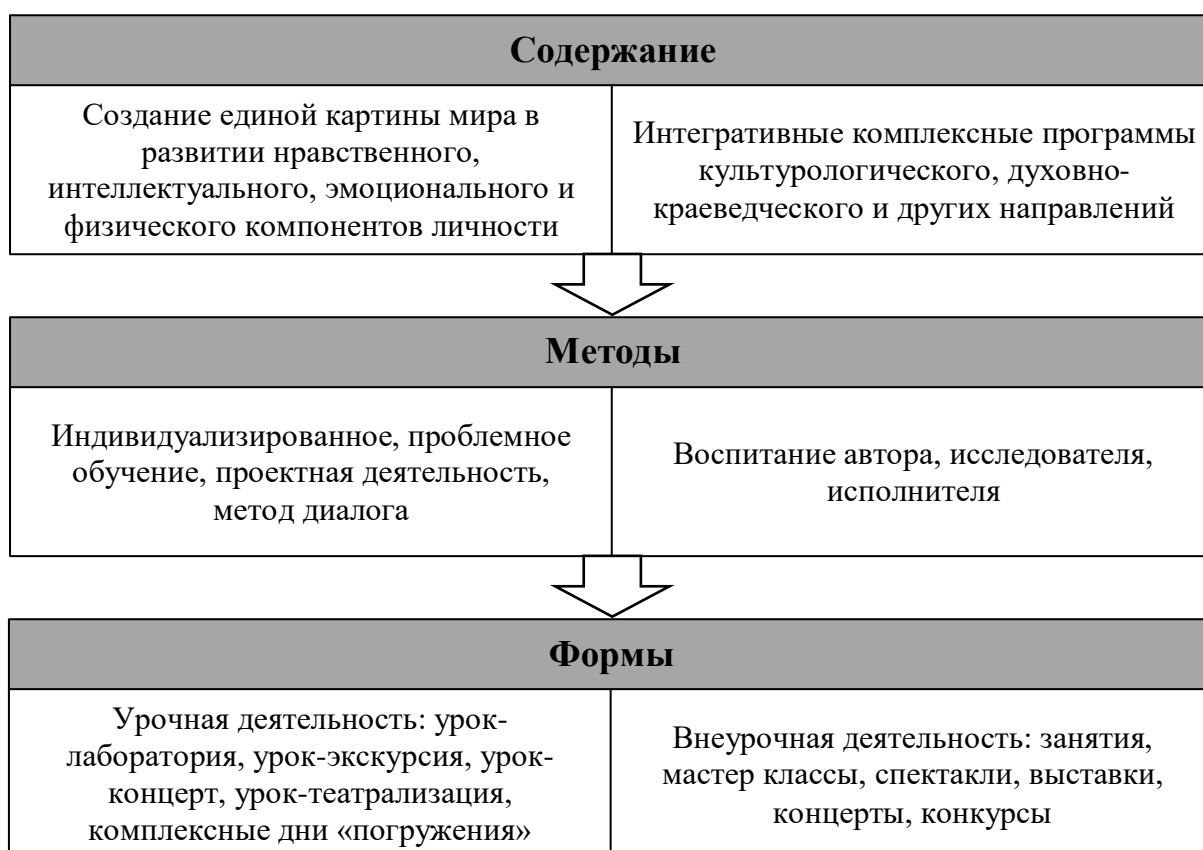 Содержание
Создание единой картины мира в
развитии нравственного,
интеллектуального, эмоционального и
физического компонентов личности
Интегративные комплексные программы
культурологического, духовно-
краеведческого и других направлений
Методы
Индивидуализированное, проблемное
обучение, проектная деятельность,
метод диалога
Воспитание автора, исследователя,
исполнителя
Формы
Урочная деятельность: урок-
лаборатория, урок-экскурсия, урок-
концерт, урок-театрализация,
комплексные дни «погружения»
Внеурочная деятельность: занятия,
мастер классы, спектакли, выставки,
концерты, конкурсы